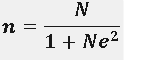 n = N / (1 + Ne²)